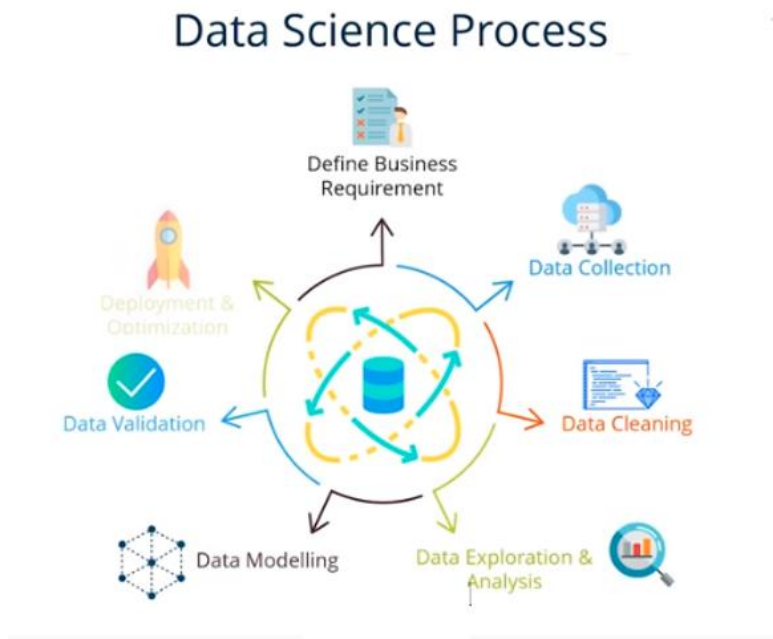 Data Science Process
Define Business
Requirement
Data Collection
Data Cleaning
Data Exploration &
Analysis
Data Modelling
Data Validation
Deployment &
Optimization